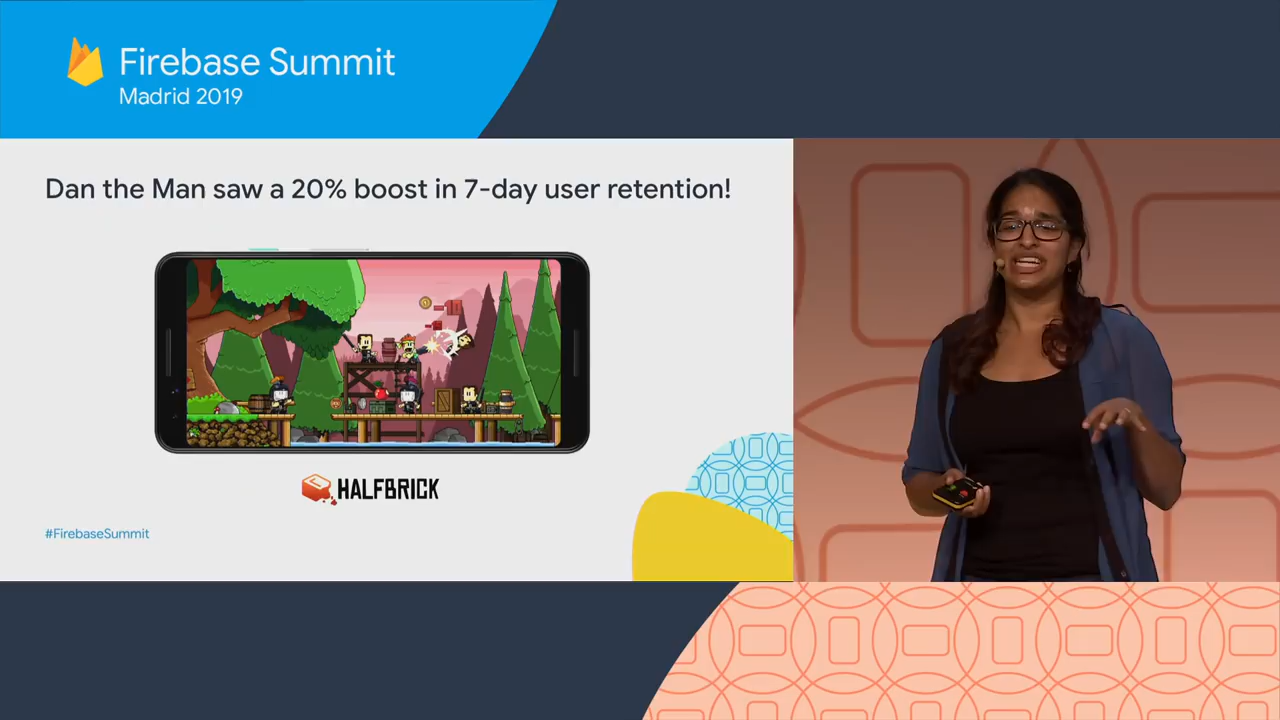 Firebase Summit
Madrid 2019
Dan the Man saw a 20% boost in 7-day user retention!
HALFBRICK
#FirebaseSummit